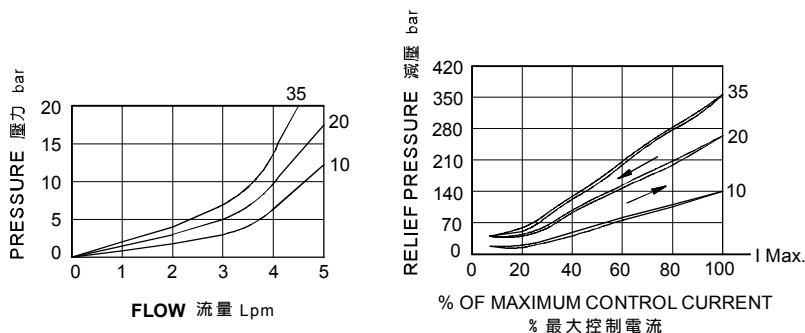 PRESSURE 壓力 bar
20
15
10
5
0
35
20
10
0 1 2 3 4 5
FLOW 流量 Lpm
RELIEF PRESSURE 減壓 bar
420
350
280
210
140
70
0
35
20
10
0 20 40 60 80 100
I Max.
% OF MAXIMUM CONTROL CURRENT
% 最大控制電流